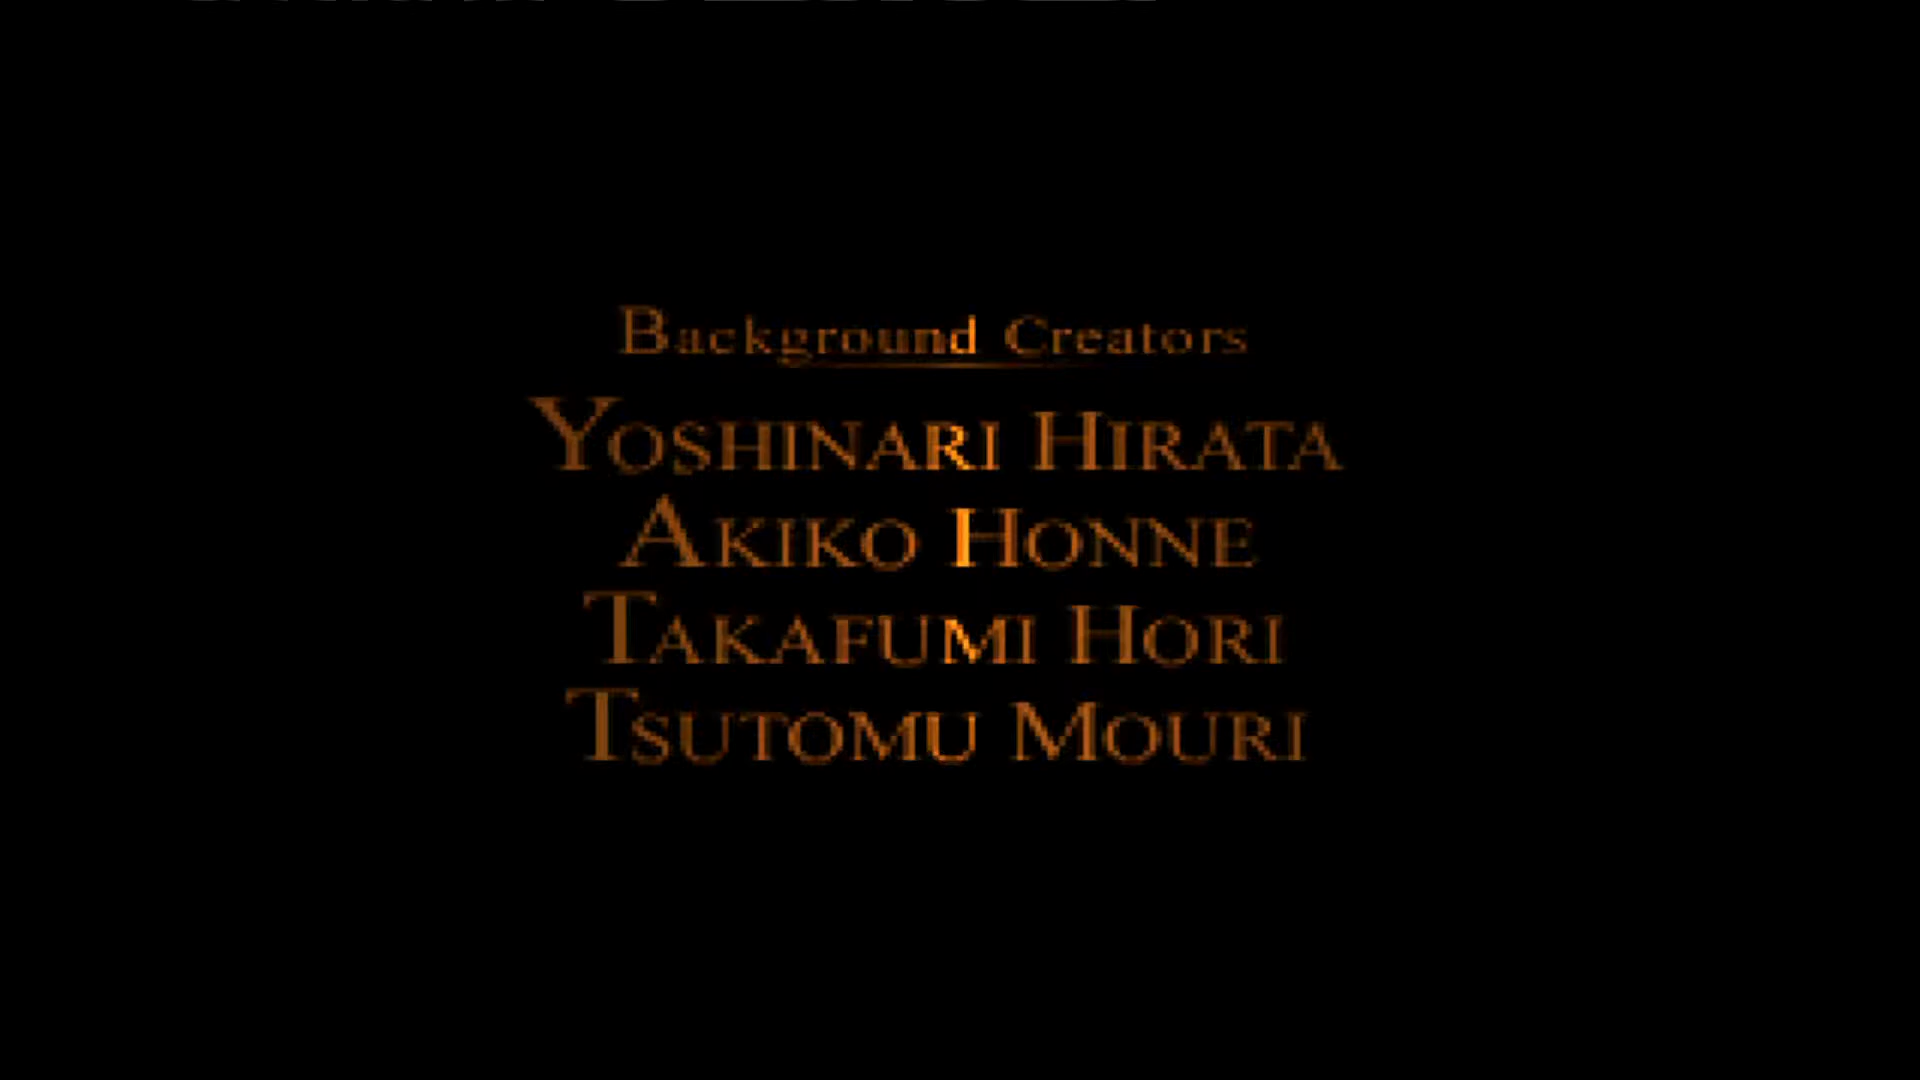 Background Creators
Yoshinari Hirata
Akiko Honne
Takafumi Hori
Tsutomu Mouri